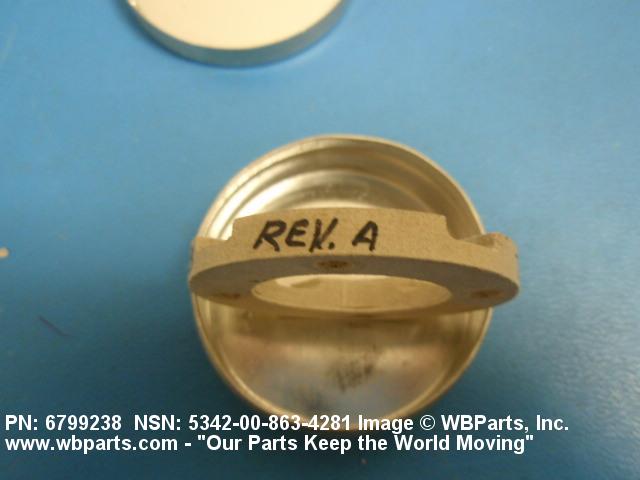 REV. A
PN: 6799238 NSN: 5342-00-863-4281 Image © WBParts, Inc.
www.wbparts.com - "Our Parts Keep the World Moving"